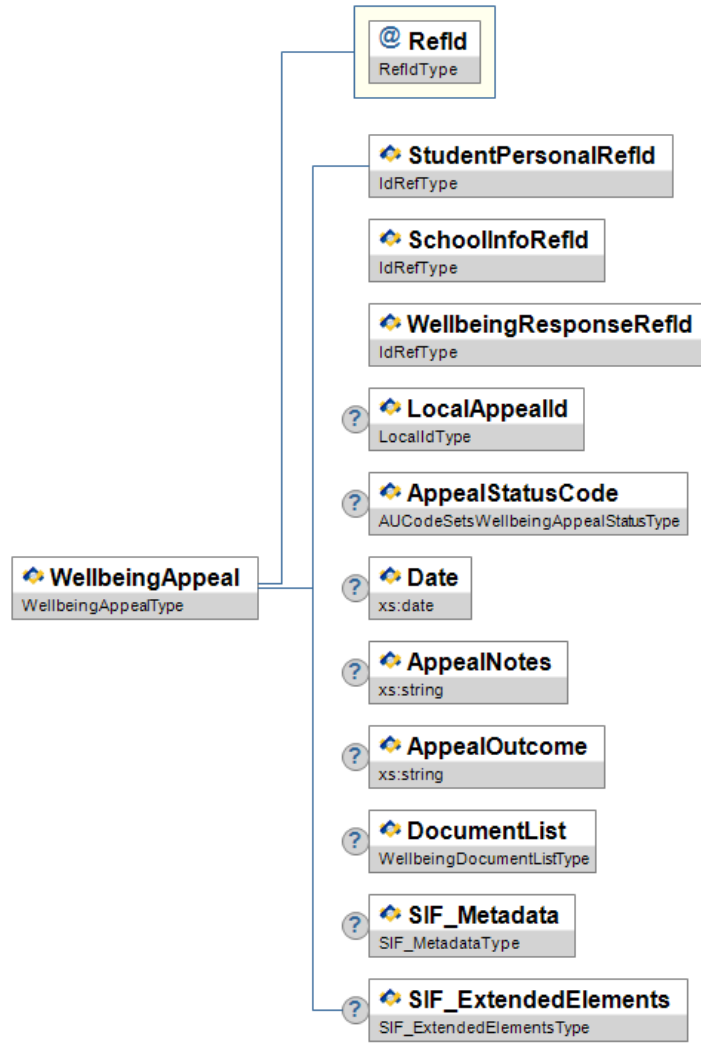 @ RefId
RefIdType
StudentPersonalRefId
IdRefType
SchoolInfoRefId
IdRefType
WellbeingResponseRefId
IdRefType
? LocalAppealId
LocalIdType
? AppealStatusCode
AUCodeSetsWellbeingAppealStatusType
WellbeingAppeal
WellbeingAppealType
? Date
xs:date
? AppealNotes
xs:string
? AppealOutcome
xs:string
? DocumentList
WellbeingDocumentListType
? SIF_Metadata
SIF_MetadataType
? SIF_ExtendedElements
SIF_ExtendedElementsType